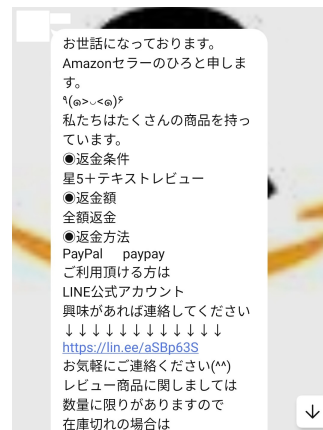 お世話になっております。
Amazonセラーのひろと申しま
す。
٩(๑>◡<๑)۶
私たちはたくさんの商品を持っ
ています。
◉返金条件
星5＋テキストレビュー
◉返金額
全額返金
◉返金方法
PayPal　paypay
ご利用頂ける方は
LINE公式アカウント
興味があれば連絡してください
↓↓↓↓↓↓↓↓↓↓↓↓
https://lin.ee/aSBp63S
お気軽にご連絡ください(^^)
レビュー商品に関しましては
数量に限りがありますので
在庫切れの場合は